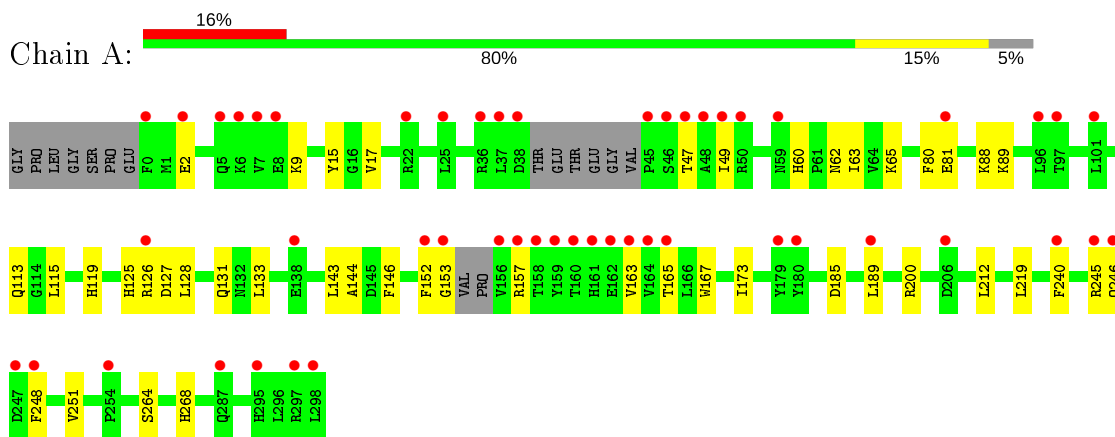 16%
Chain A:
80% 15% 5%
GLY PRO LEU GLY SER PRO GLU F0 M1 E2 Q5 K6 V7 E8 K9 Y15 G16 V17 R22 L25 R36 L37 D38 THR GLU THR GLU GLY VAL P45 S46 T47 A48 I49 R50 N59 H60 P61 N62 I63 V64 K65 F80 E81 K88 K89 L96 T97 L101
Q113 G114 L115 H119 H125 R126 D127 L128 Q131 N132 L133 E138 L143 A144 D145 F146 F152 G153 VAL PRO V156 R157 T158 Y159 T160 H161 E162 V163 V164 T165 L166 W167 I173 Y179 Y180 D185 L189 R200 D206 L212 L219 F240 R245
D247 F248 V251 P254 S264 H268 Q287 H295 L296 R297 L298